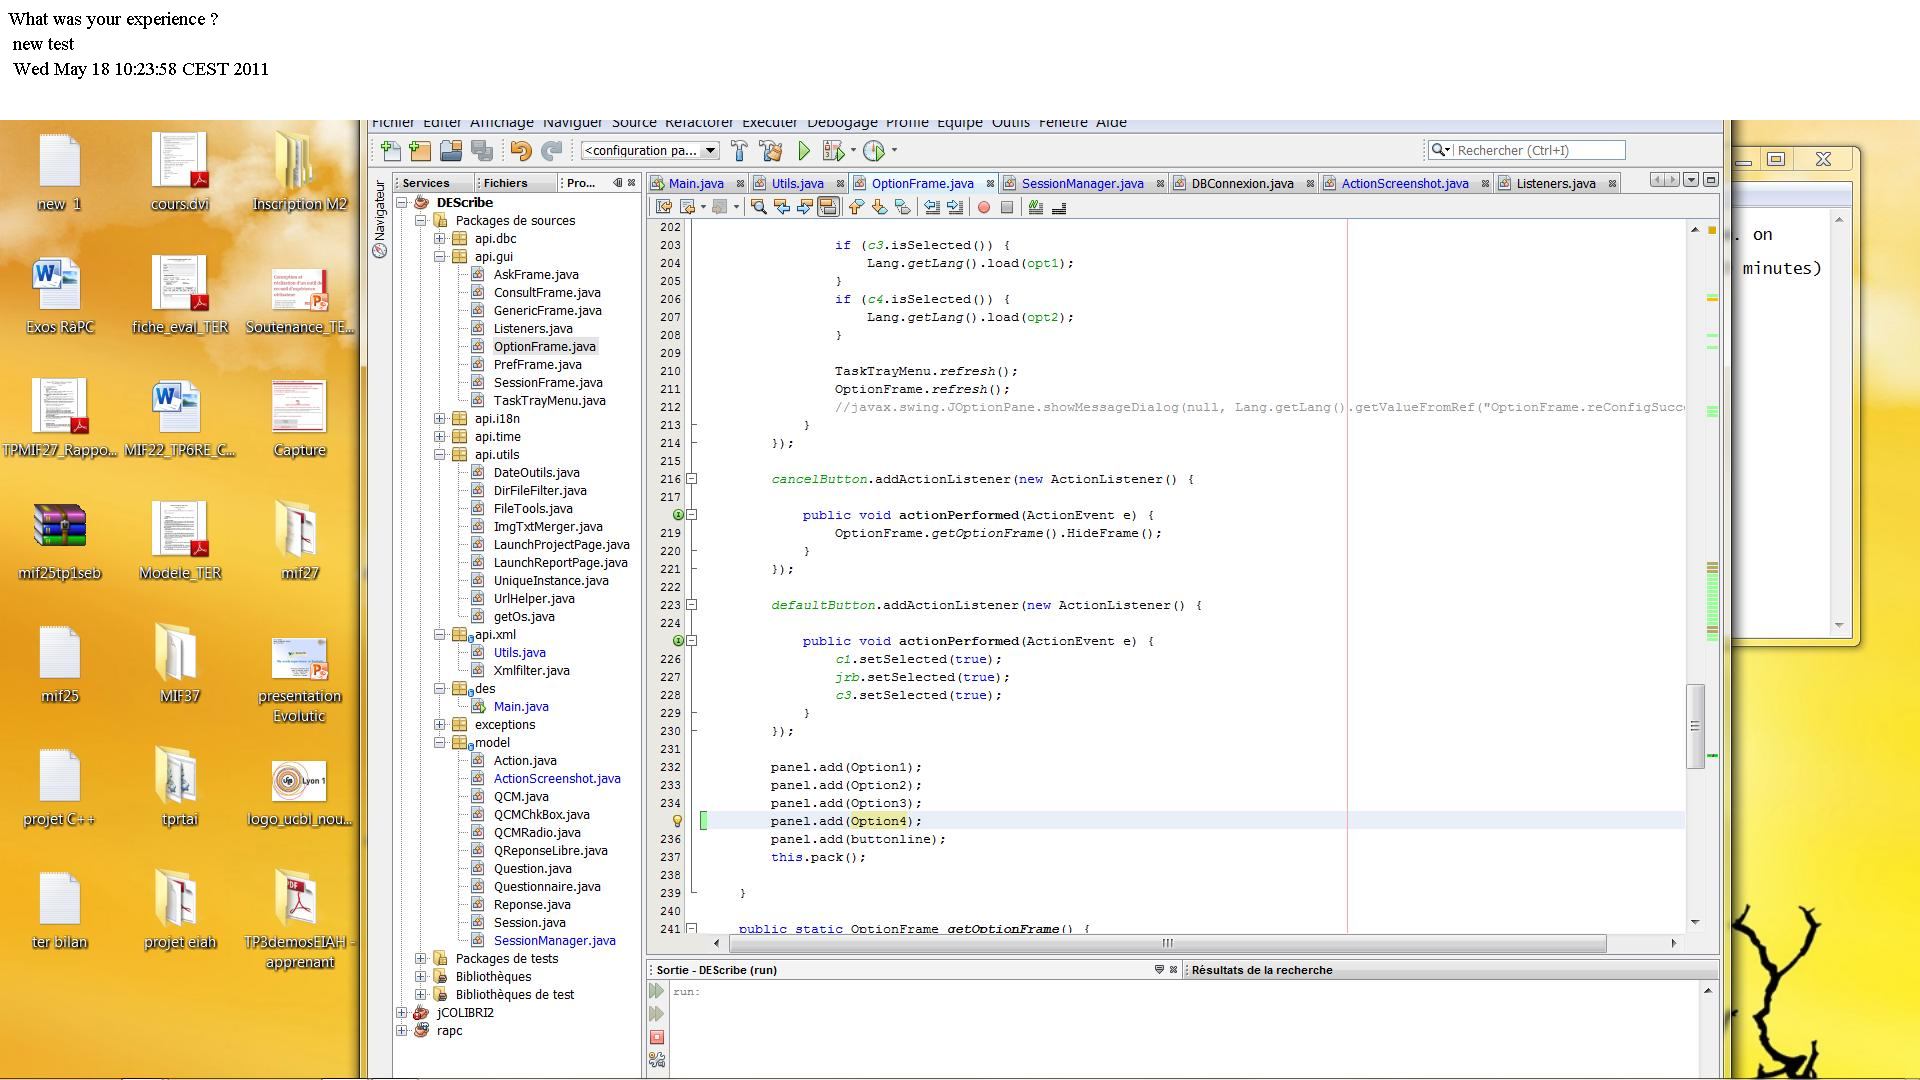 What was your experience ?
new test
Wed May 18 10:23:58 CEST 2011
Fichier Editer Affichage Naviguer Source Refactorer Exécuter Débogage Profile Equipe Outils Fenêtre Aide
<configuration pa...
Rechercher (Ctrl+I)
new 1
cours.dvi
Inscription M2
Exos RàPC
fiche_eval_TER
Soutenance_TE...
TPMIF27_Rappo...
MIF22_TP6RE_C...
Capture
mif25tp1seb
Modele_TER
mif27
mif25
MIF37
presentation
Evolutic
projet C++
tprtai
logo_ucbl_nou...
ter bilan
projet eiah
TP3demosEIAH -
apprenant
Navigateur
Services
Fichiers
Pro...
DEScribe
Packages de sources
api.dbc
api.gui
AskFrame.java
ConsultFrame.java
GenericFrame.java
Listeners.java
OptionFrame.java
PrefFrame.java
SessionFrame.java
TaskTrayMenu.java
api.i18n
api.time
api.utils
DateOutils.java
DirFileFilter.java
FileTools.java
ImgTxtMerger.java
LaunchProjectPage.java
LaunchReportPage.java
UniqueInstance.java
UrlHelper.java
getOs.java
api.xml
Utils.java
Xmlfilter.java
des
Main.java
exceptions
model
Action.java
ActionScreenshot.java
QCM.java
QCMChkBox.java
QCMRadio.java
QReponseLibre.java
Question.java
Questionnaire.java
Reponse.java
Session.java
SessionManager.java
Packages de tests
Bibliothèques
Bibliothèques de test
jCOLIBRI2
rapc
Main.java Utils.java OptionFrame.java SessionManager.java DBConnexion.java ActionScreenshot.java Listeners.java
202
203 if (c3.isSelected()) {
204 Lang.getLang().load(opt1);
205 }
206 if (c4.isSelected()) {
207 Lang.getLang().load(opt2);
208 }
209
210 TaskTrayMenu.refresh();
211 OptionFrame.refresh();
212 //javax.swing.JOptionPane.showMessageDialog(null, Lang.getLang().getValueFromRef("OptionFrame.reConfigSucc
213 }
214 });
215
216 cancelButton.addActionListener(new ActionListener() {
217
public void actionPerformed(ActionEvent e) {
219 OptionFrame.getOptionFrame().HideFrame();
220 }
221 });
222
223 defaultButton.addActionListener(new ActionListener() {
224
public void actionPerformed(ActionEvent e) {
226 c1.setSelected(true);
227 jrb.setSelected(true);
228 c3.setSelected(true);
229 }
230 });
231
232 panel.add(Option1);
233 panel.add(Option2);
234 panel.add(Option3);
panel.add(Option4);
236 panel.add(buttonline);
237 this.pack();
238
239 }
240
241 public static OptionFrame getOptionFrame() {
Sortie - DEScribe (run)
Résultats de la recherche
run:
. on
minutes)